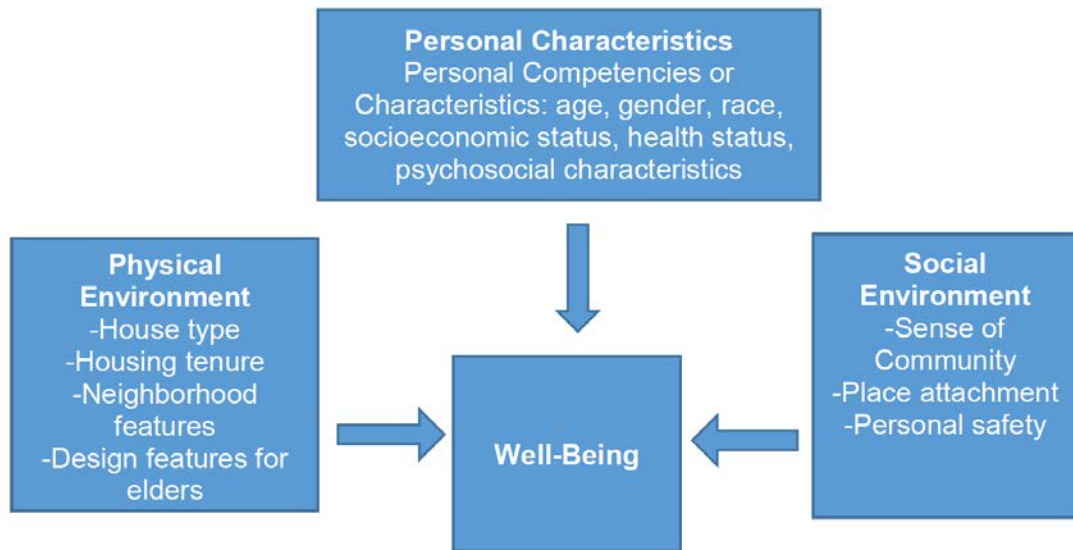 Personal Characteristics
Personal Competencies or
Characteristics: age, gender, race,
socioeconomic status, health status,
psychosocial characteristics
Physical
Environment
-House type
-Housing tenure
-Neighborhood
features
-Design features for
elders
Well-Being
Social
Environment
-Sense of
Community
-Place attachment
-Personal safety